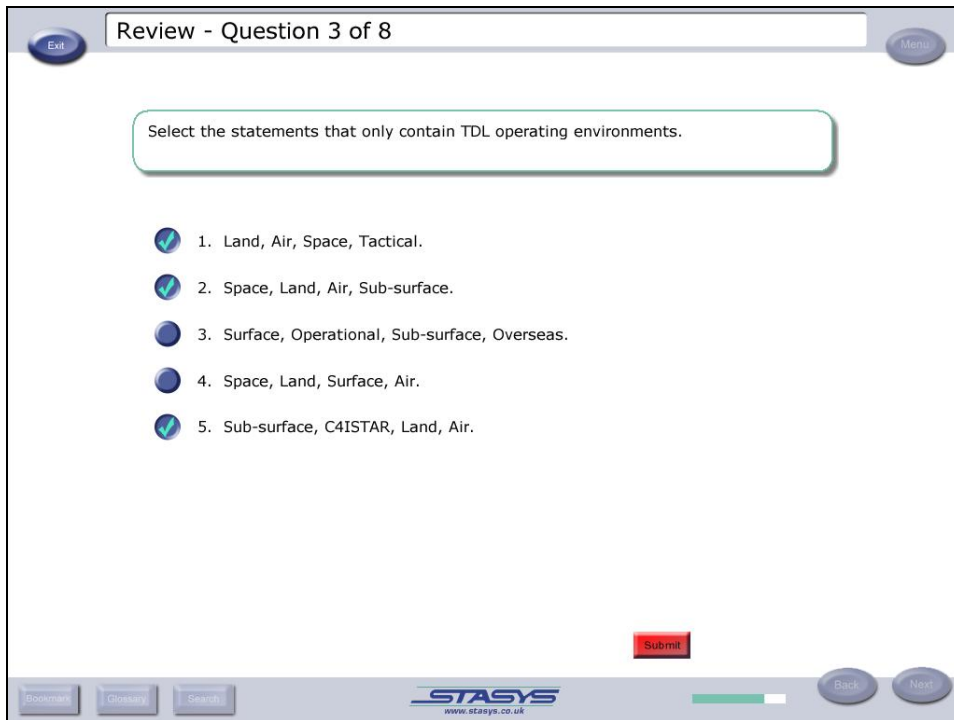 Exit
Review - Question 3 of 8
Menu
Select the statements that only contain TDL operating environments.
1. Land, Air, Space, Tactical.
2. Space, Land, Air, Sub-surface.
3. Surface, Operational, Sub-surface, Overseas.
4. Space, Land, Surface, Air.
5. Sub-surface, C4ISTAR, Land, Air.
Submit
Bookmark
Glossary
Search
STASYS
www.stasys.co.uk
Back
Next